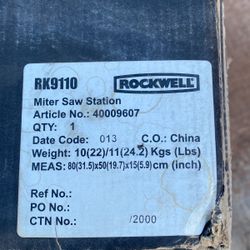 RK9110 ROCKWELL
Miter Saw Station
Article No.: 40009607
QTY: 1
Date Code: 013 C.O.: China
Weight: 10(22)/11(24.2) Kgs (Lbs)
MEAS: 80(31.5)x50(19.7)x15(5.9) cm (inch)
Ref No.:
PO No.:
CTN No.: /2000